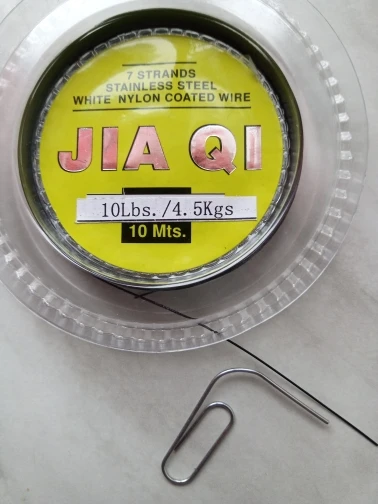 7 STRANDS
STAINLESS STEEL
WHITE NYLON COATED WIRE
JIA QI
10Lbs./4.5Kgs
10 Mts.